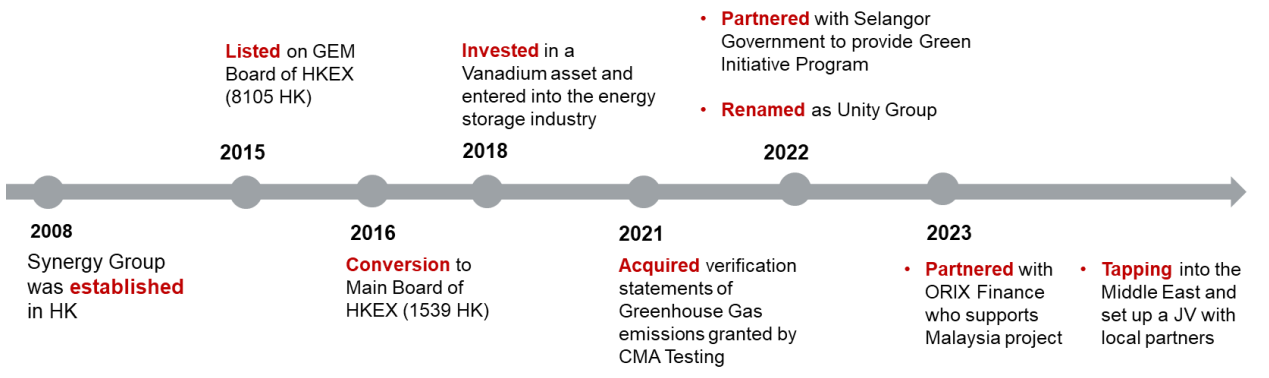 2008
Synergy Group
was established
in HK
Listed on GEM
Board of HKEX
(8105 HK)
2015
2016
Conversion to
Main Board of
HKEX (1539 HK)
Invested in a
Vanadium asset and
entered into the energy
storage industry
2018
2021
Acquired verification
statements of
Greenhouse Gas
emissions granted by
CMA Testing
• Partnered with Selangor
Government to provide Green
Initiative Program
• Renamed as Unity Group
2022
2023
• Partnered with
ORIX Finance
who supports
Malaysia project
• Tapping into the
Middle East and
set up a JV with
local partners